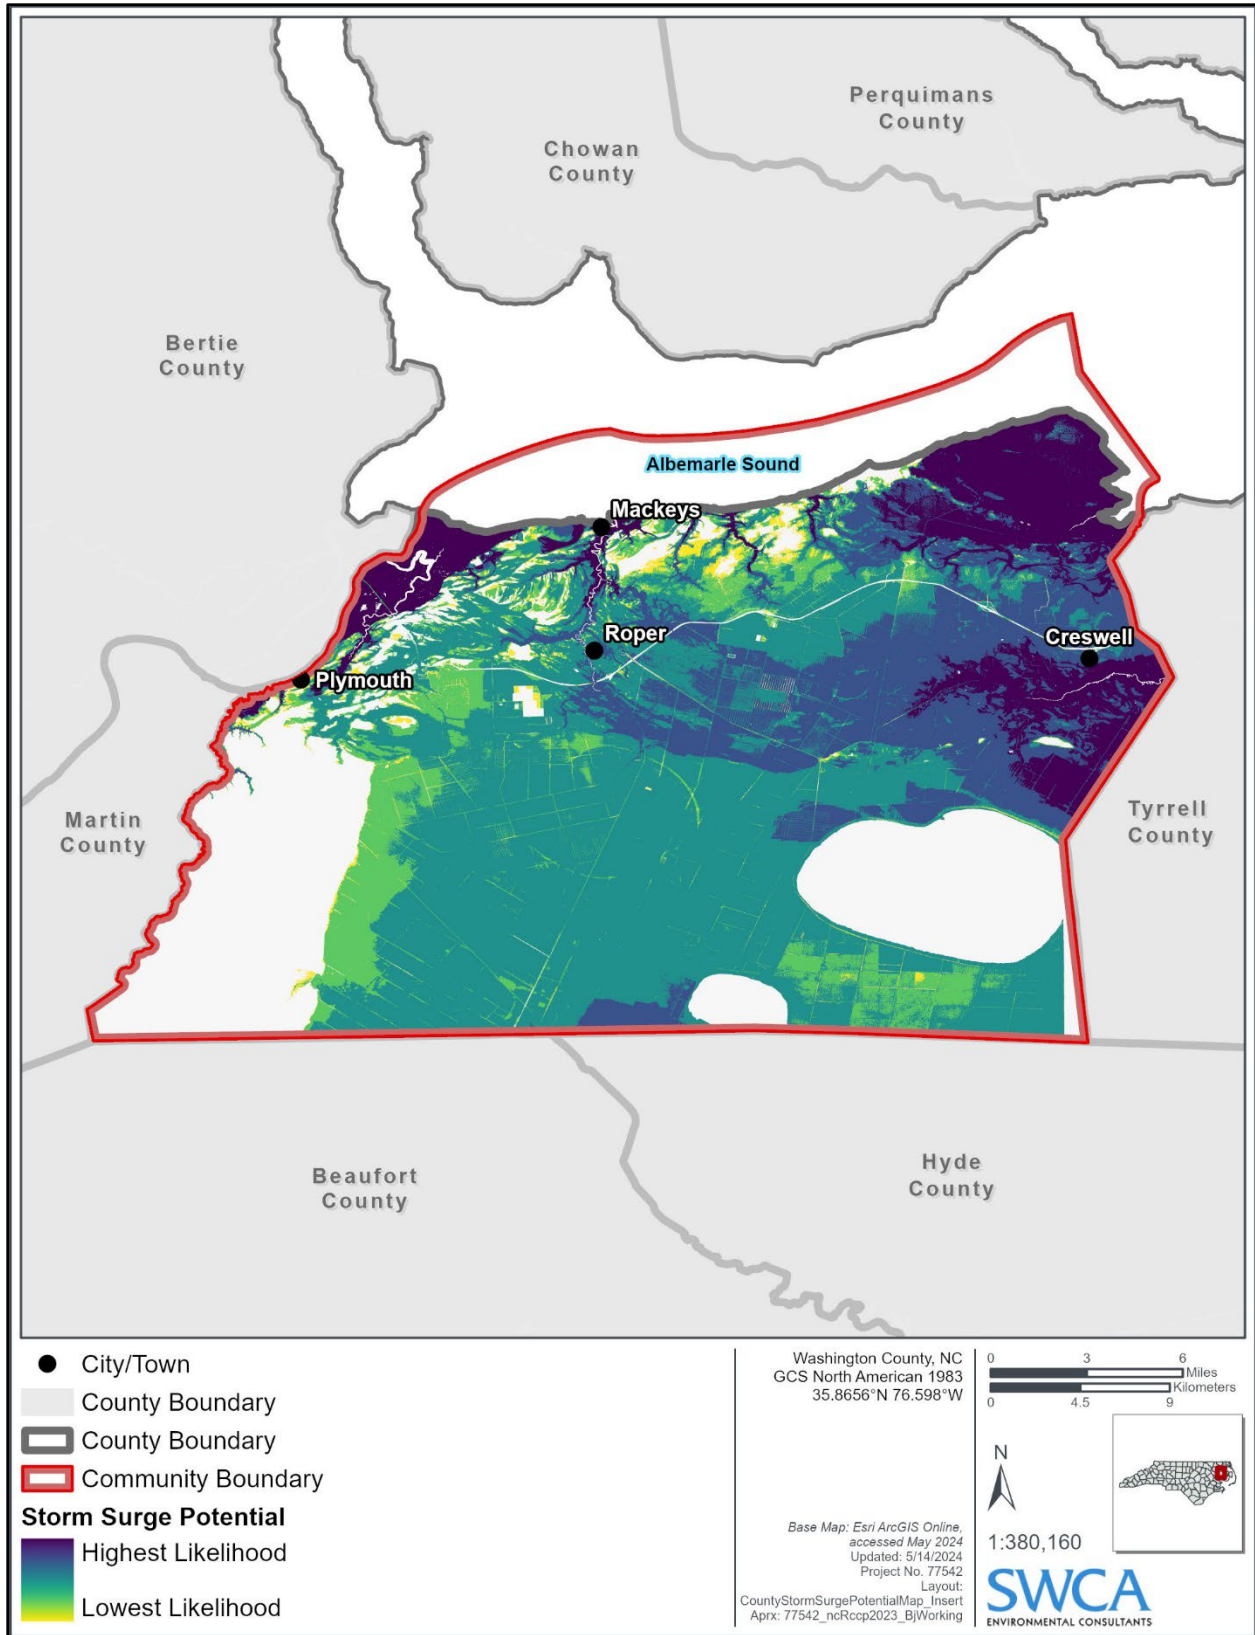 Perquimans
County
Chowan
County
Bertie
County
Albemarle Sound
Mackeys
Roper
Creswell
Plymouth
Martin
County
Tyrrell
County
Beaufort
County
Hyde
County
City/Town
County Boundary
County Boundary
Community Boundary
Storm Surge Potential
Highest Likelihood
Lowest Likelihood
Washington County, NC
GCS North American 1983
35.8656°N 76.598°W
Base Map: Esri ArcGIS Online,
accessed May 2024
Updated: 5/14/2024
Project No. 77542
Layout:
CountyStormSurgePotentialMap_Insert
Aprx: 77542_ncRccp2023_BjWorking
0 3 6
Miles
Kilometers
0 4.5 9
N
1:380,160
SWCA
ENVIRONMENTAL CONSULTANTS